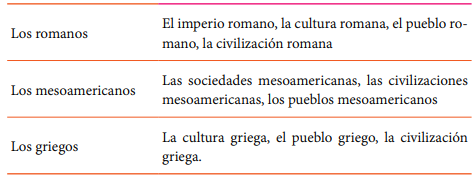 Los romanos
El imperio romano, la cultura romana, el pueblo ro-
mano, la civilización romana
Los mesoamericanos
Las sociedades mesoamericanas, las civilizaciones
mesoamericanas, los pueblos mesoamericanos
Los griegos
La cultura griega, el pueblo griego, la civilización
griega.